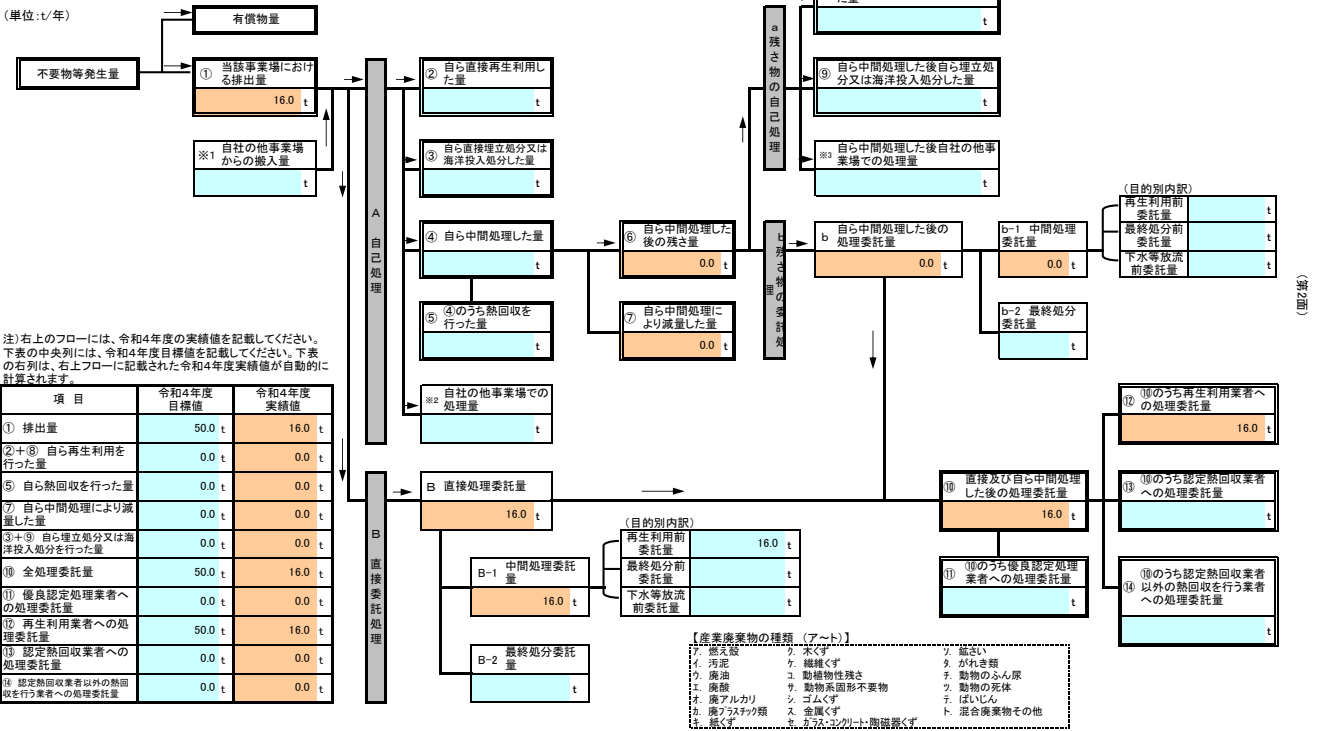 (単位:t/年)
有償物量
不要物等発生量
① 当該事業場におけ
る排出量
16.0 t
※1 自社の他事業場
からの搬入量
t
A 自己処理
② 自ら直接再生利用し
た量
t
③ 自ら直接埋立処分又は
海洋投入処分した量
t
④ 自ら中間処理した量
t
⑤ ④のうち熱回収を
行った量
t
※2 自社の他事業場での
処理量
t
⑥ 自ら中間処理した
後の残さ量
0.0 t
⑦ 自ら中間処理に
より減量した量
0.0 t
a 残さ物の自己処理
t
⑨ 自ら中間処理した後自ら埋立処
分又は海洋投入処分した量
t
※3 自ら中間処理した後自社の他事
業場での処理量
t
b 残さ物の委託処理
b 自ら中間処理した後の
処理委託量
0.0 t
b-1 中間処理
委託量
0.0 t
b-2 最終処分
委託量
t
(目的別内訳)
再生利用前
委託量 t
最終処分前
委託量 t
下水等放流
前委託量 t
(第2面)
注)右上のフローには、令和4年度の実績値を記載してください。
下表の中央列には、令和4年度目標値を記載してください。下表
の右列は、右上フローに記載された令和4年度実績値が自動的に
計算されます。
項 目 令和4年度
目標値 令和4年度
実績値
① 排出量 50.0 t 16.0 t
②+⑧ 自ら再生利用を
行った量 0.0 t 0.0 t
⑤ 自ら熱回収を行った量 0.0 t 0.0 t
⑦ 自ら中間処理により減
量した量 0.0 t 0.0 t
③+⑨ 自ら埋立処分又は海
洋投入処分を行った量 0.0 t 0.0 t
⑩ 全処理委託量 50.0 t 16.0 t
⑪ 優良認定処理業者へ
の処理委託量 0.0 t 0.0 t
⑫ 再生利用業者への処
理委託量 50.0 t 16.0 t
⑬ 認定熱回収業者への
処理委託量 0.0 t 0.0 t
⑭ 認定熱回収業者以外の熱回
収を行う業者への処理委託量 0.0 t 0.0 t
B 直接委託処理
B 直接処理委託量
16.0 t
B-1 中間処理委託
量
16.0 t
B-2 最終処分委託
量
t
(目的別内訳)
再生利用前
委託量 16.0 t
最終処分前
委託量 t
下水等放流
前委託量 t
⑩ 直接及び自ら中間処理
した後の処理委託量
16.0 t
⑪ ⑩のうち優良認定処理
業者への処理委託量
t
⑫ ⑩のうち再生利用業者へ
の処理委託量
16.0 t
⑬ ⑩のうち認定熱回収業者
への処理委託量
t
⑭ ⑩のうち認定熱回収業者
以外の熱回収を行う業者
への処理委託量
t
【産業廃棄物の種類 (ア~ト)】
ア. 燃え殻 ク. 木くず ソ. 鉱さい
イ. 汚泥 ケ. 繊維くず タ. がれき類
ウ. 廃油 コ. 動植物性残さ チ. 動物のふん尿
エ. 廃酸 サ. 動物系固形不要物 ツ. 動物の死体
オ. 廃アルカリ シ. ゴムくず テ. ばいじん
カ. 廃プラスチック類 ス. 金属くず ト. 混合廃棄物その他
キ. 紙くず セ. ガラス・コンクリート・陶磁器くず